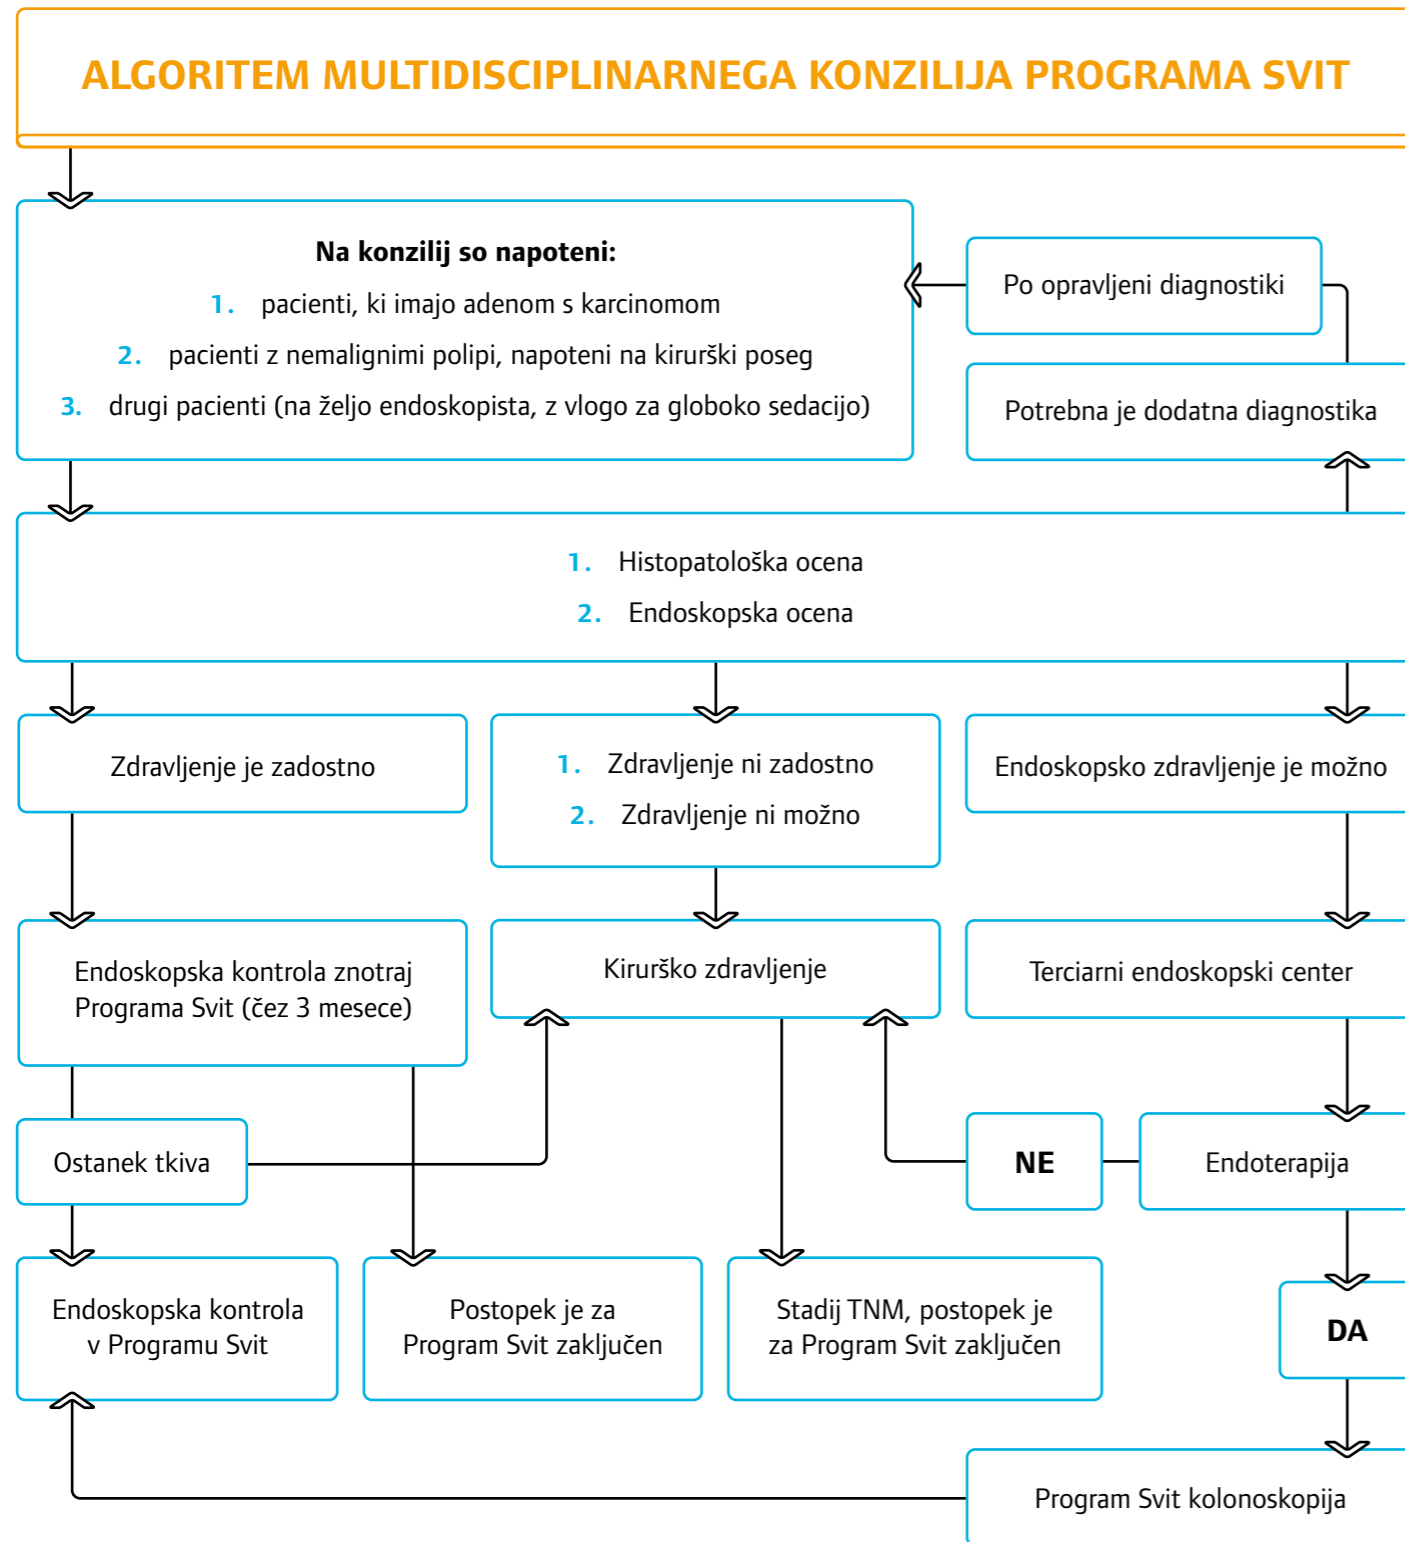 ALGORITEM MULTIDISCIPLINARNEGA KONZILIJA PROGRAMA SVIT
Na konzilij so napoteni:
1. pacienti, ki imajo adenom s karcinomom
2. pacienti z nemalignimi polipi, napoteni na kirurški poseg
3. drugi pacienti (na željo endoskopista, z vlogo za globoko sedacijo)
Po opravljeni diagnostiki
Potrebna je dodatna diagnostika
1. Histopatološka ocena
2. Endoskopska ocena
Zdravljenje je zadostno
1. Zdravljenje ni zadostno
2. Zdravljenje ni možno
Endoskopsko zdravljenje je možno
Endoskopska kontrola znotraj
Programa Svit (čez 3 mesece)
Kirurško zdravljenje
Terciarni endoskopski center
Ostanek tkiva
NE
Endoterapija
Endoskopska kontrola
v Programu Svit
Postopek je za
Program Svit zaključen
Stadij TNM, postopek je
za Program Svit zaključen
DA
Program Svit kolonoskopija